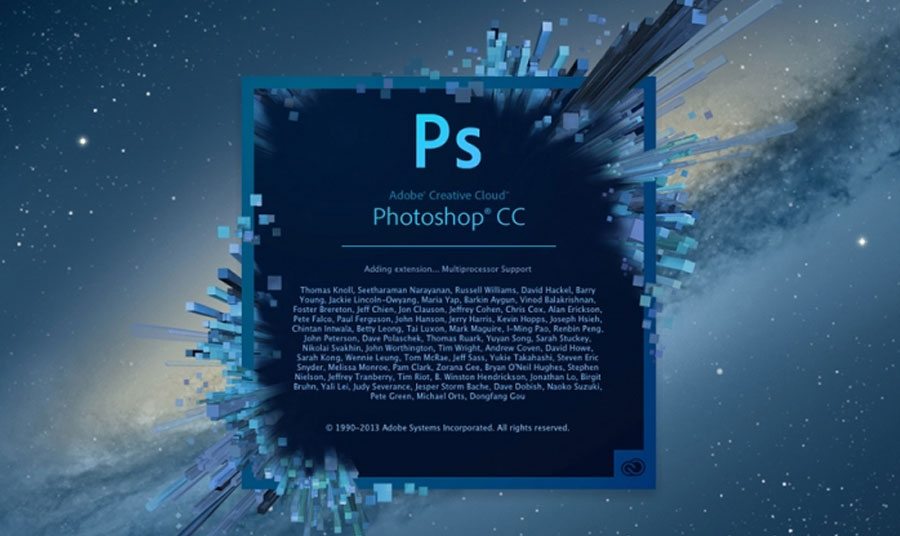 Ps
Adobe® Creative Cloud™
Photoshop® CC
Adding extension... Multiprocessor Support
Thomas Knoll, Seetharaman Narayanan, Russell Williams, David Hackel, Barry
Young, Jackie Lincoln-Owyang, Maria Yap, Barkin Aygun, Vinod Balakrishnan,
Foster Brereton, Jeff Chien, Jon Clauson, Jeffrey Cohen, Chris Cox, Alan Erickson,
Pete Falco, Paul Ferguson, John Hanson, Jerry Harris, Kevin Hopps, Joseph Hsieh,
Chintan Intwala, Betty Leong, Tai Luxon, Mark Maguire, I-Ming Pao, Renbin Peng,
John Peterson, Dave Polaschek, Thomas Ruark, Yuyan Song, Sarah Stuckey,
Nikolai Svakhin, John Worthington, Tim Wright, Andrew Coven, David Howe,
Sarah Kong, Wennie Leung, Tom McRae, Jeff Sass, Yukie Takahashi, Steven Eric
Snyder, Melissa Monroe, Pam Clark, Zorana Gee, Bryan O'Neil Hughes, Stephen
Nielson, Jeffrey Tranberry, Tim Riot, B. Winston Hendrickson, Jonathan Lo, Birgit
Bruhn, Yali Lei, Judy Severance, Jesper Storm Bache, Dave Dobish, Naoko Suzuki,
Pete Green, Michael Orts, Dongfang Gou
© 1990-2013 Adobe Systems Incorporated. All rights reserved.